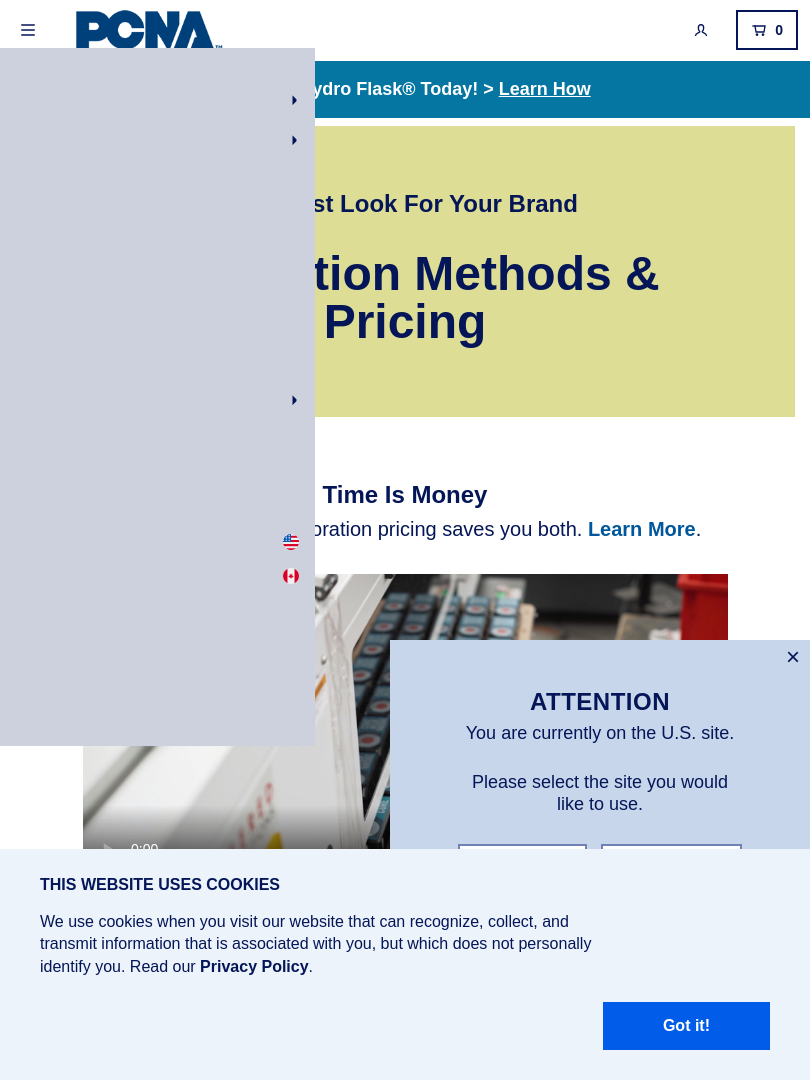 PCNA™
0
ydro Flask® Today! > Learn How
st Look For Your Brand
tion Methods &
Pricing
Time Is Money
oration pricing saves you both. Learn More.
ATTENTION
You are currently on the U.S. site.
Please select the site you would
like to use.
0:00
THIS WEBSITE USES COOKIES
We use cookies when you visit our website that can recognize, collect, and
transmit information that is associated with you, but which does not personally
identify you. Read our Privacy Policy.
Got it!